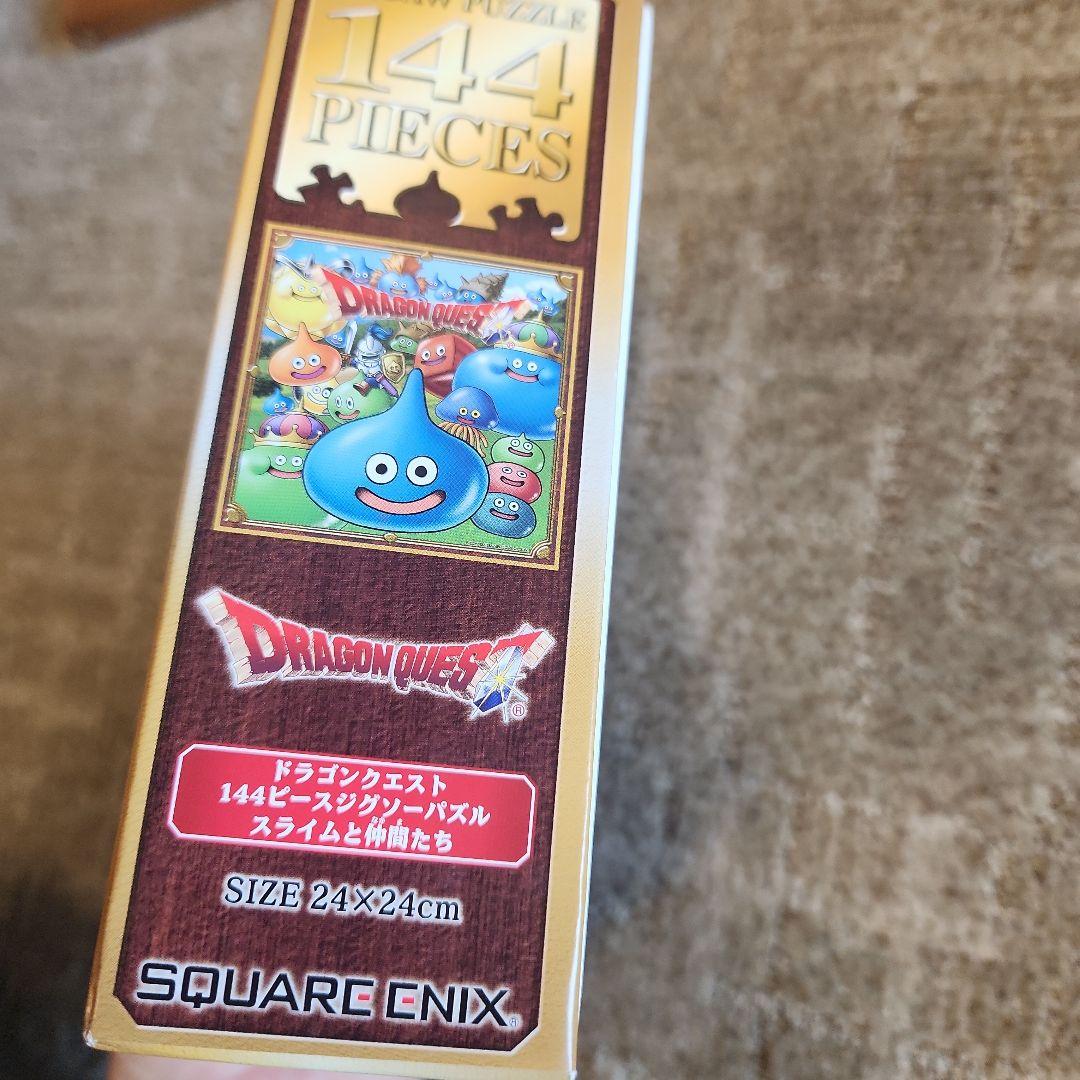 PUZZLE
144
PIECES
DRAGON QUEST
DRAGON QUEST
®
ドラゴンクエスト
144ピースジグソーパズル
スライムと仲間たち
SIZE 24×24cm
SQUARE ENIX®